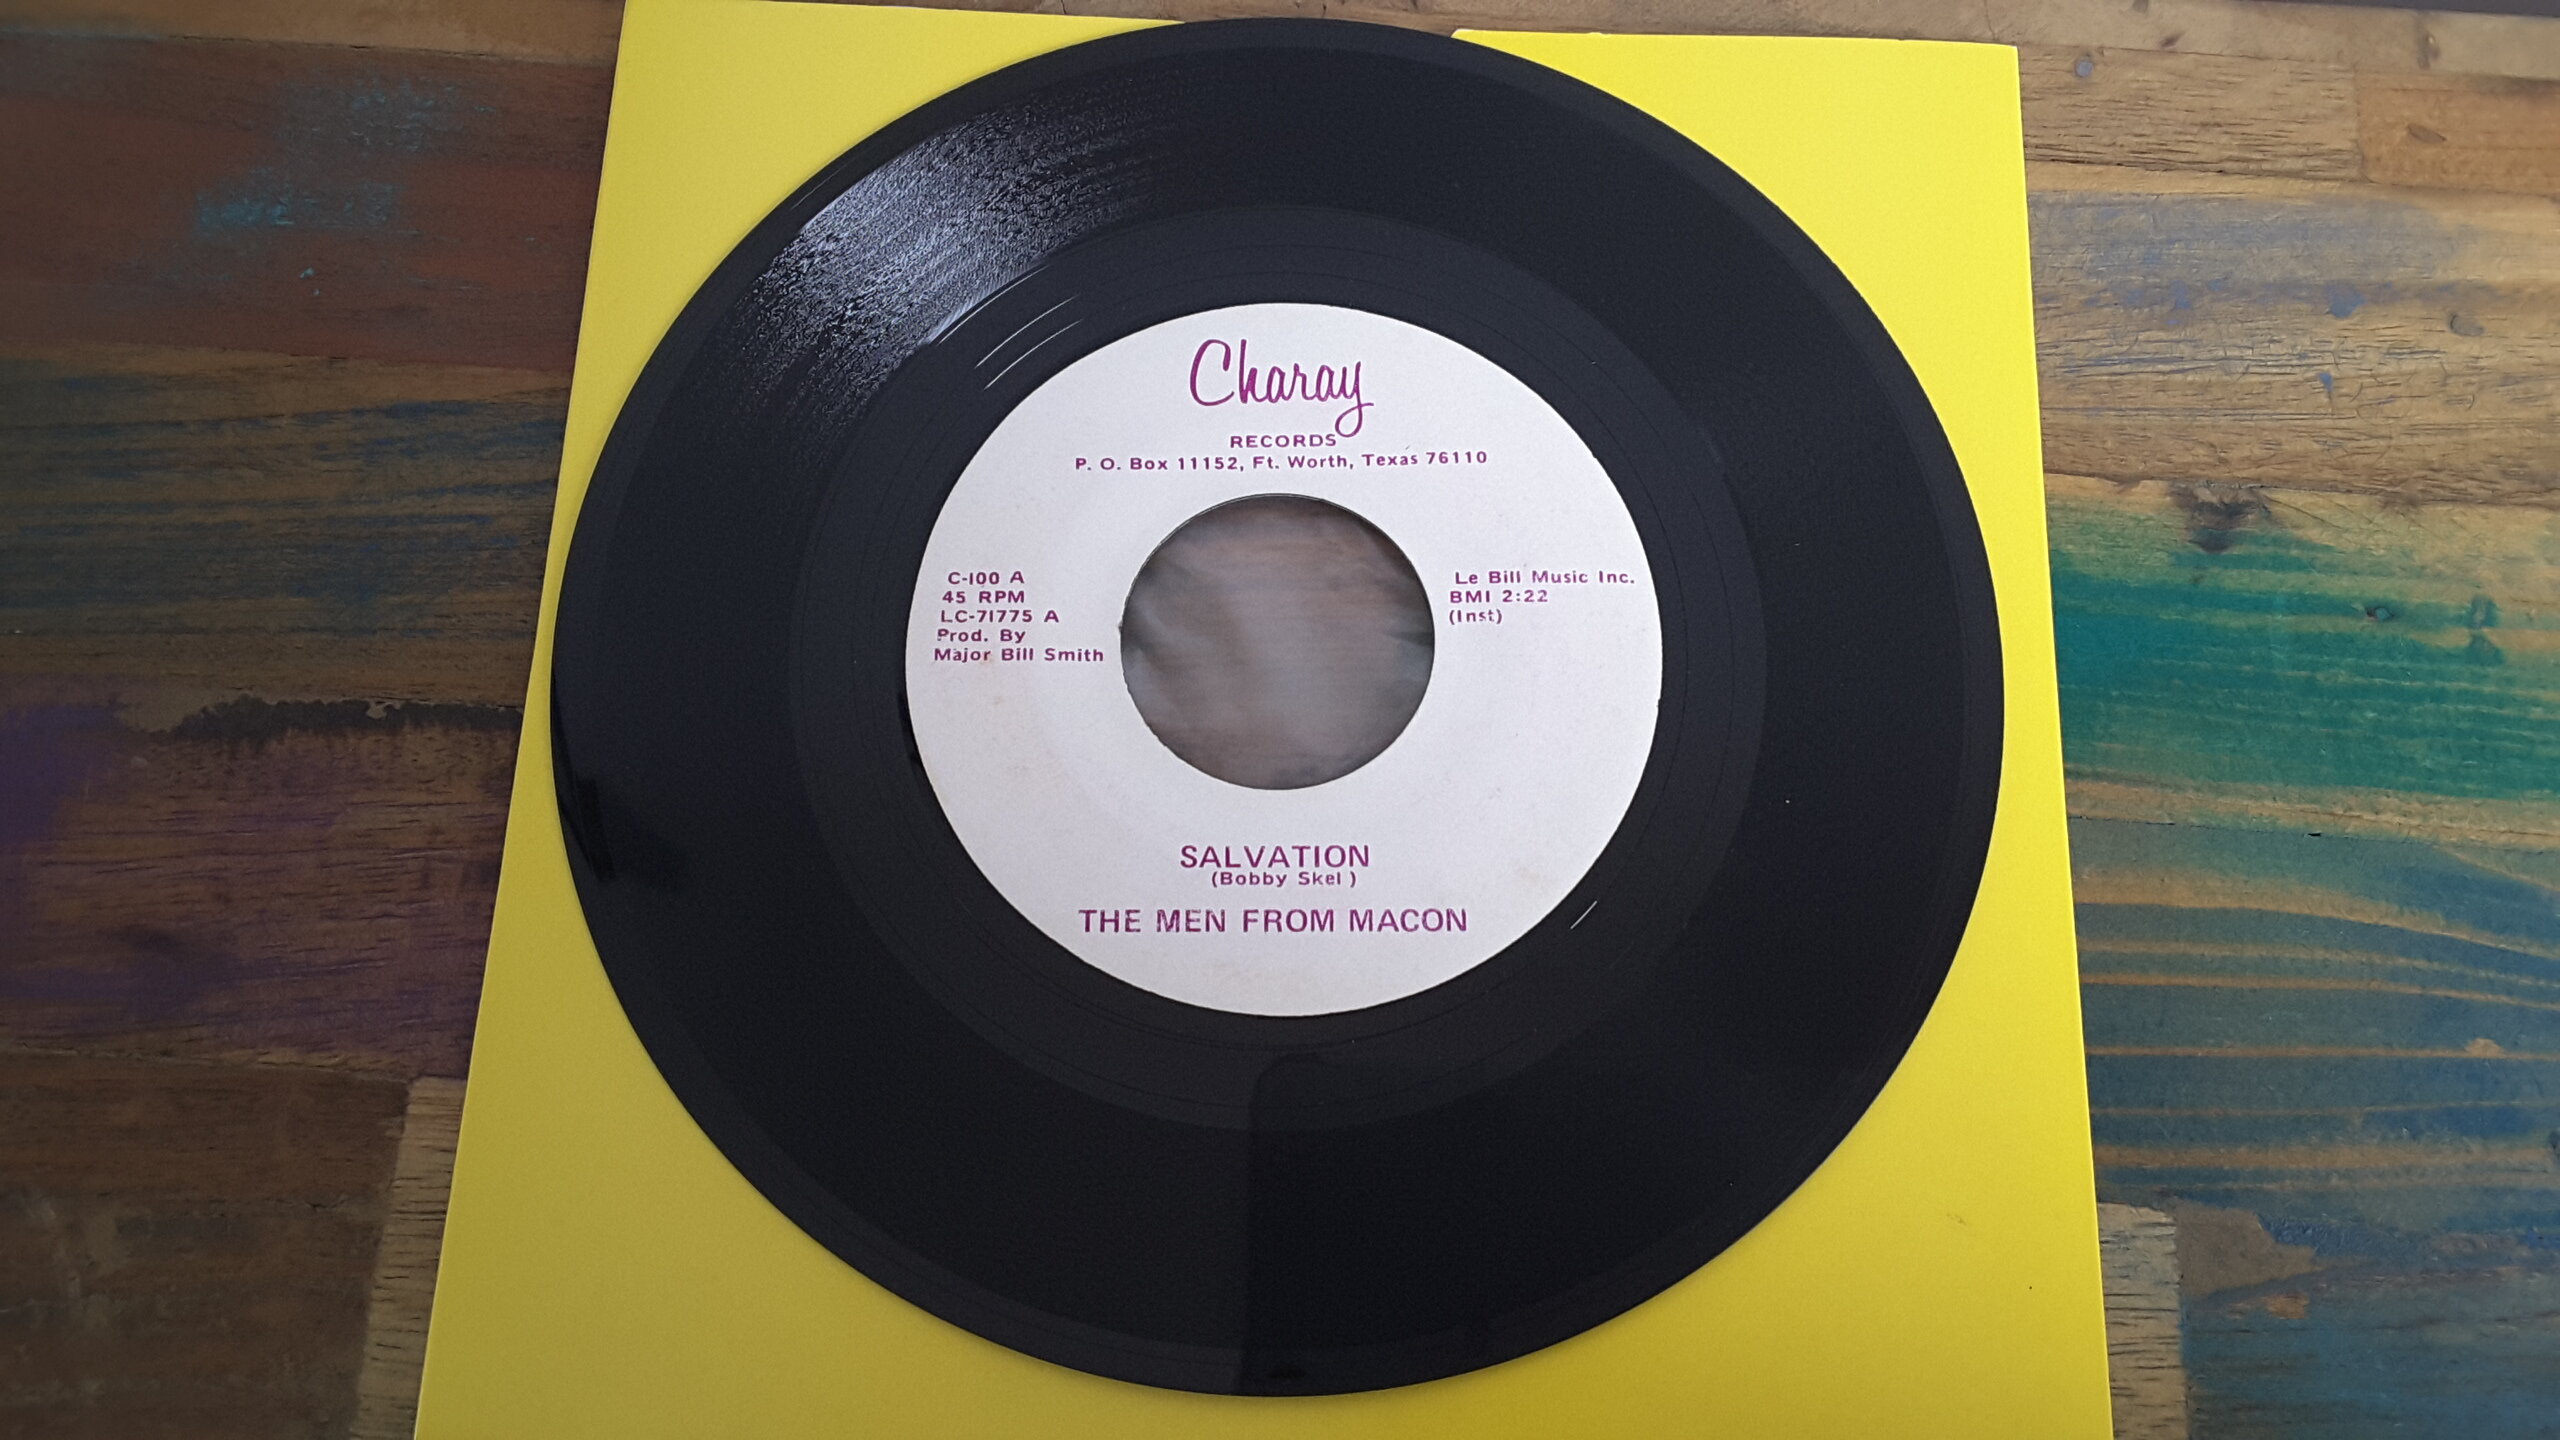 Charay
RECORDS
P. O. Box 11152, Ft. Worth, Texas 76110
C-100 A
45 RPM
LC-71775 A
Prod. By
Major Bill Smith
Le Bill Music Inc.
BMI 2:22
(Inst)
SALVATION
(Bobby Skel )
THE MEN FROM MACON